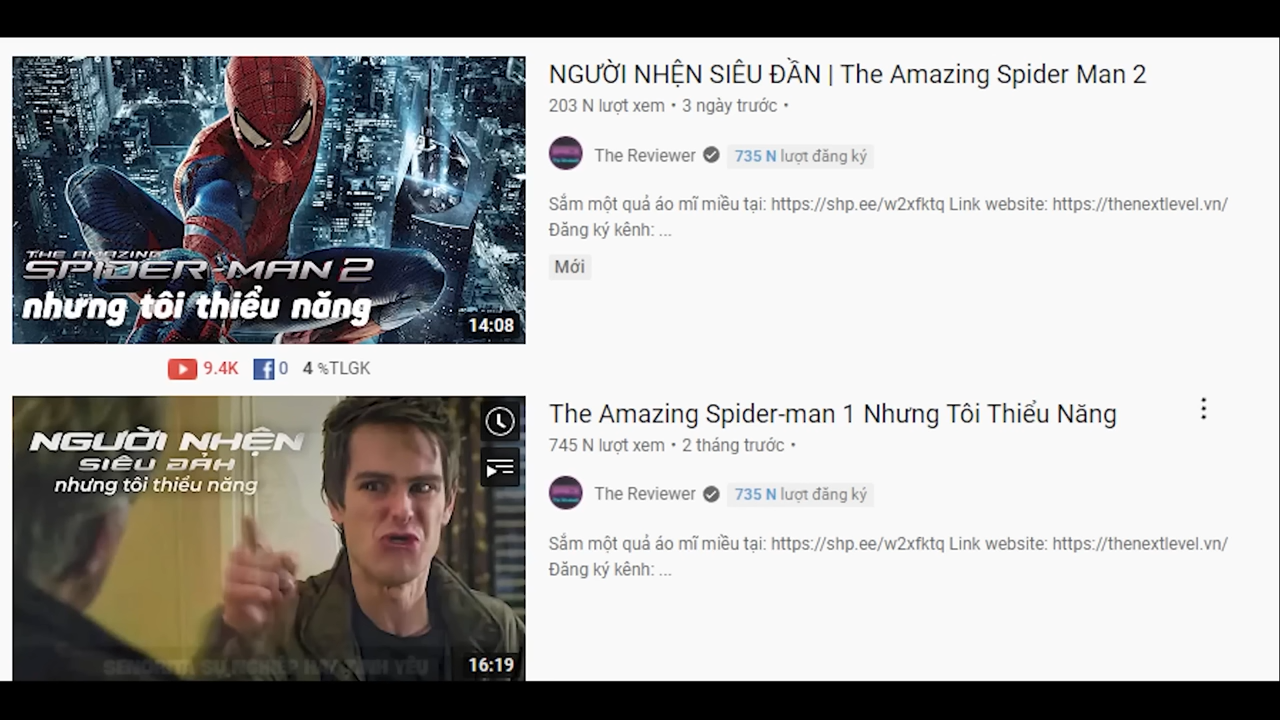 THE AMAZING
SPIDER-MAN 2
nhưng tôi thiểu năng
14:08
NGƯỜI NHỆN SIÊU ĐẦN | The Amazing Spider Man 2
203 N lượt xem • 3 ngày trước •
The Reviewer 735 N lượt đăng ký
Sắm một quả áo mĩ miều tại: https://shp.ee/w2xfktq Link website: https://thenextlevel.vn/
Đăng ký kênh: ...
Mới
9.4K 0 4 %TLGK
NGƯỜI NHỆN
SIÊU ĐẢH
nhưng tôi thiểu năng
16:19
The Amazing Spider-man 1 Nhưng Tôi Thiểu Năng
745 N lượt xem • 2 tháng trước •
The Reviewer 735 N lượt đăng ký
Sắm một quả áo mĩ miều tại: https://shp.ee/w2xfktq Link website: https://thenextlevel.vn/
Đăng ký kênh: ...